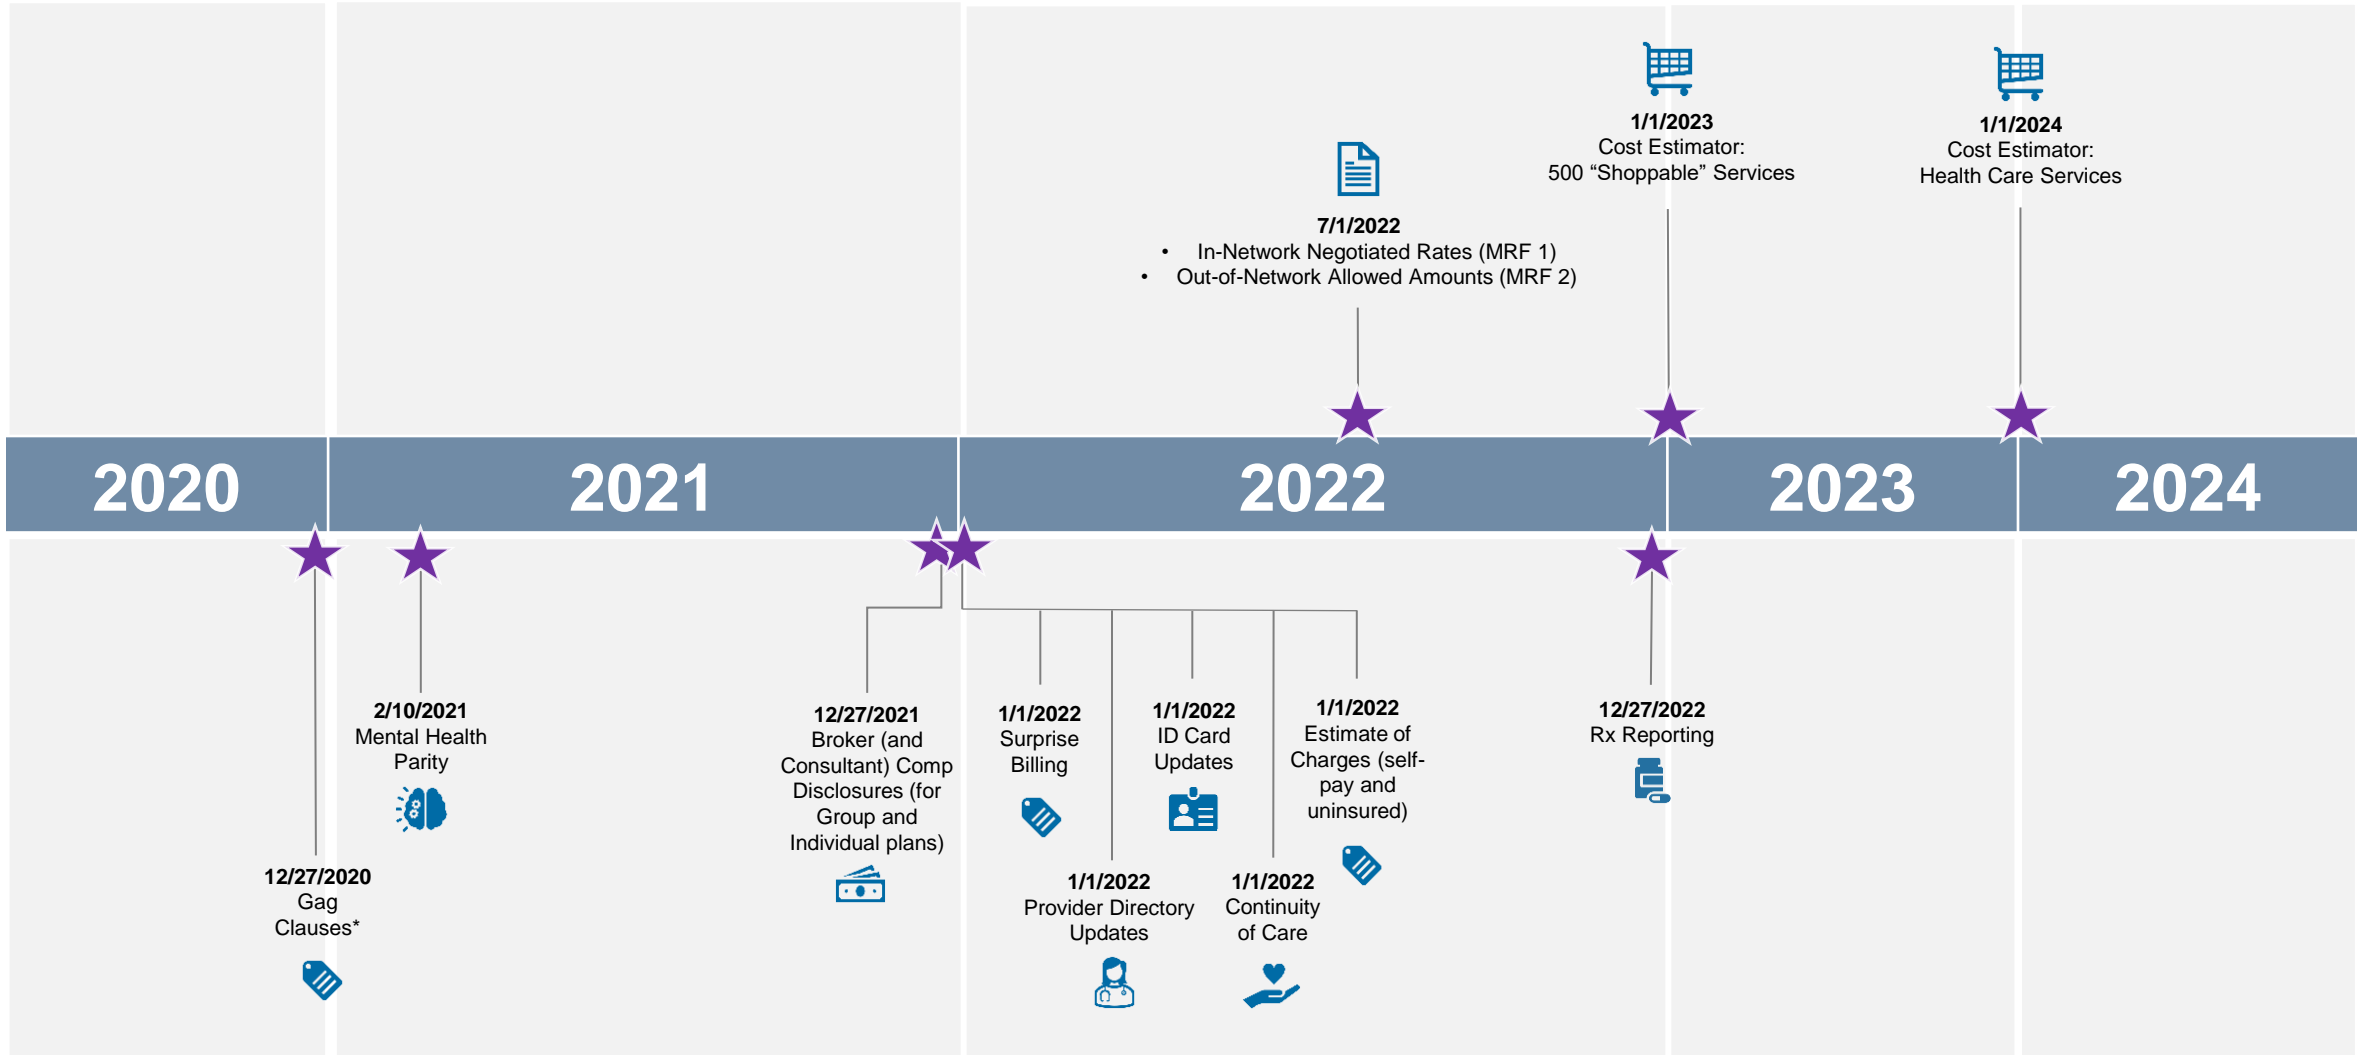 1/1/2023
Cost Estimator:
500 “Shoppable” Services
1/1/2024
Cost Estimator:
Health Care Services
7/1/2022
• In-Network Negotiated Rates (MRF 1)
• Out-of-Network Allowed Amounts (MRF 2)
2020
2021
2022
2023
2024
12/27/2020
Gag
Clauses*
2/10/2021
Mental Health
Parity
12/27/2021
Broker (and
Consultant) Comp
Disclosures (for
Group and
Individual plans)
1/1/2022
Surprise
Billing
1/1/2022
Provider Directory
Updates
1/1/2022
ID Card
Updates
1/1/2022
Continuity
of Care
1/1/2022
Estimate of
Charges (self-
pay and
uninsured)
12/27/2022
Rx Reporting